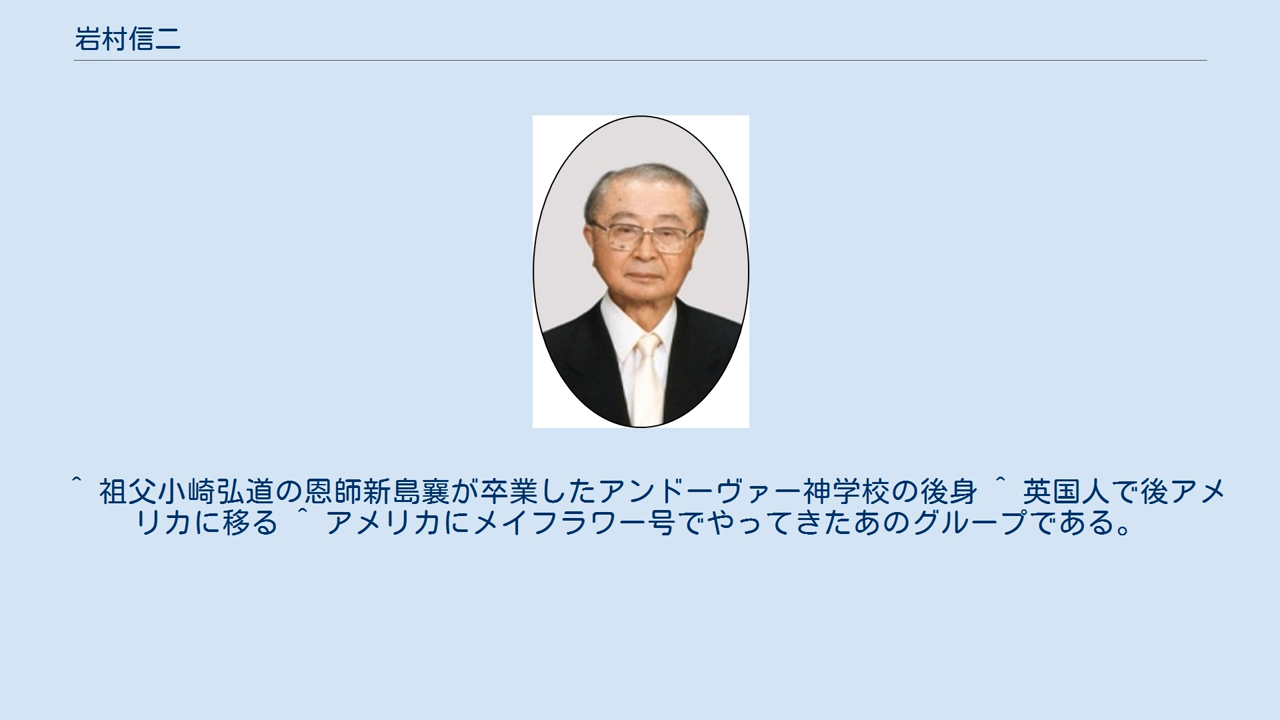 岩村信二
＾ 祖父小崎弘道の恩師新島襄が卒業したアンドーヴァー神学校の後身 ＾ 英国人で後アメ
リカに移る ＾ アメリカにメイフラワー号でやってきたあのグループである。